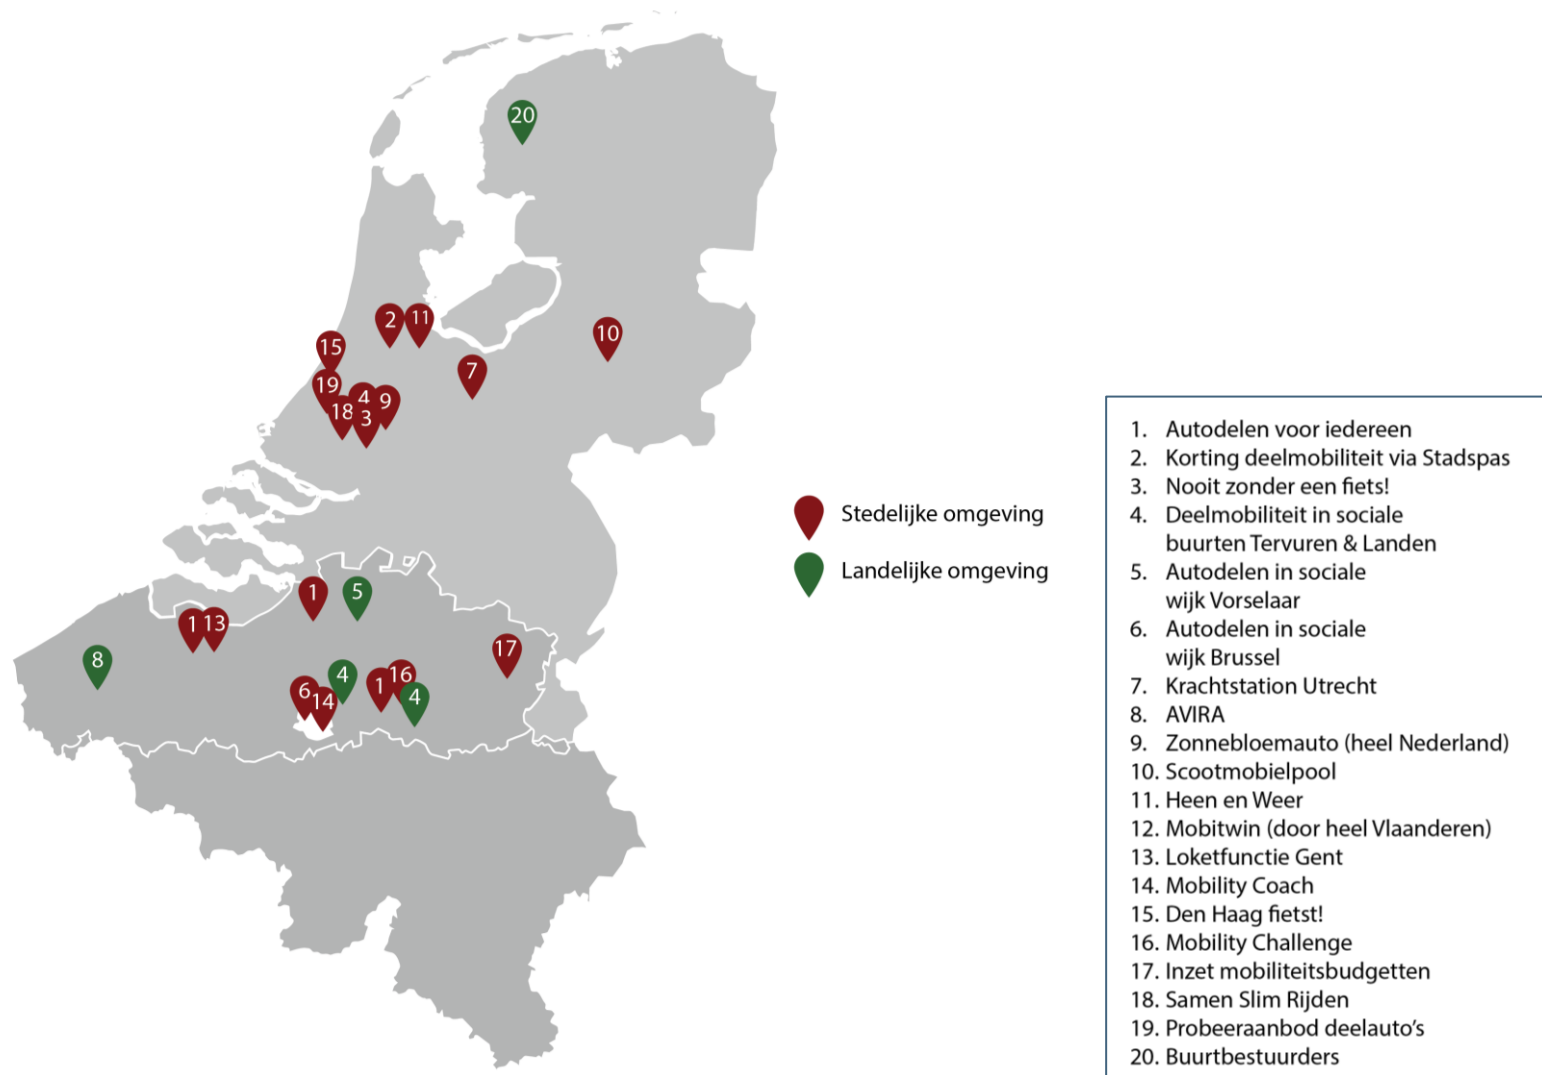 20
2
11
10
15
7
19
4
9
18
3
1
5
1
13
17
8
4
16
1
6
4
14
Stedelijke omgeving
Landelijke omgeving
1. Autodelen voor iedereen
2. Korting deelmobiliteit via Stadspas
3. Nooit zonder een fiets!
4. Deelmobiliteit in sociale
buurten Tervuren & Landen
5. Autodelen in sociale
wijk Vorselaar
6. Autodelen in sociale
wijk Brussel
7. Krachtstation Utrecht
8. AVIRA
9. Zonnebloemauto (heel Nederland)
10. Scootmobielpool
11. Heen en Weer
12. Mobitwin (door heel Vlaanderen)
13. Loketfunctie Gent
14. Mobility Coach
15. Den Haag fietst!
16. Mobility Challenge
17. Inzet mobiliteitsbudgetten
18. Samen Slim Rijden
19. Probeeraanbod deelauto's
20. Buurtbestuurders